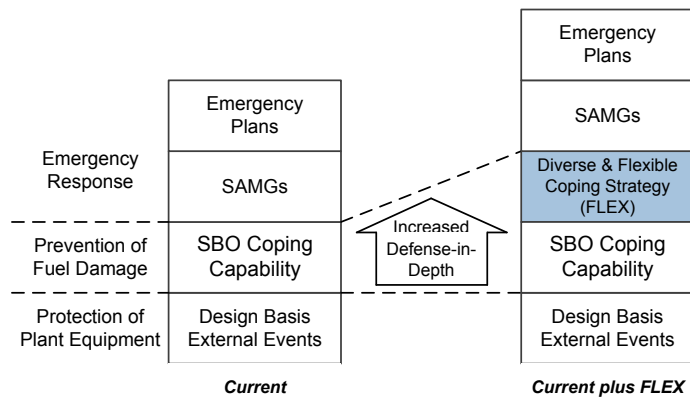 Emergency
Response
Prevention of
Fuel Damage
Protection of
Plant Equipment
Emergency
Plans
SAMGs
SBO Coping
Capability
Design Basis
External Events
Current
Increased
Defense-in-
Depth
Emergency
Plans
SAMGs
Diverse & Flexible
Coping Strategy
(FLEX)
SBO Coping
Capability
Design Basis
External Events
Current plus FLEX